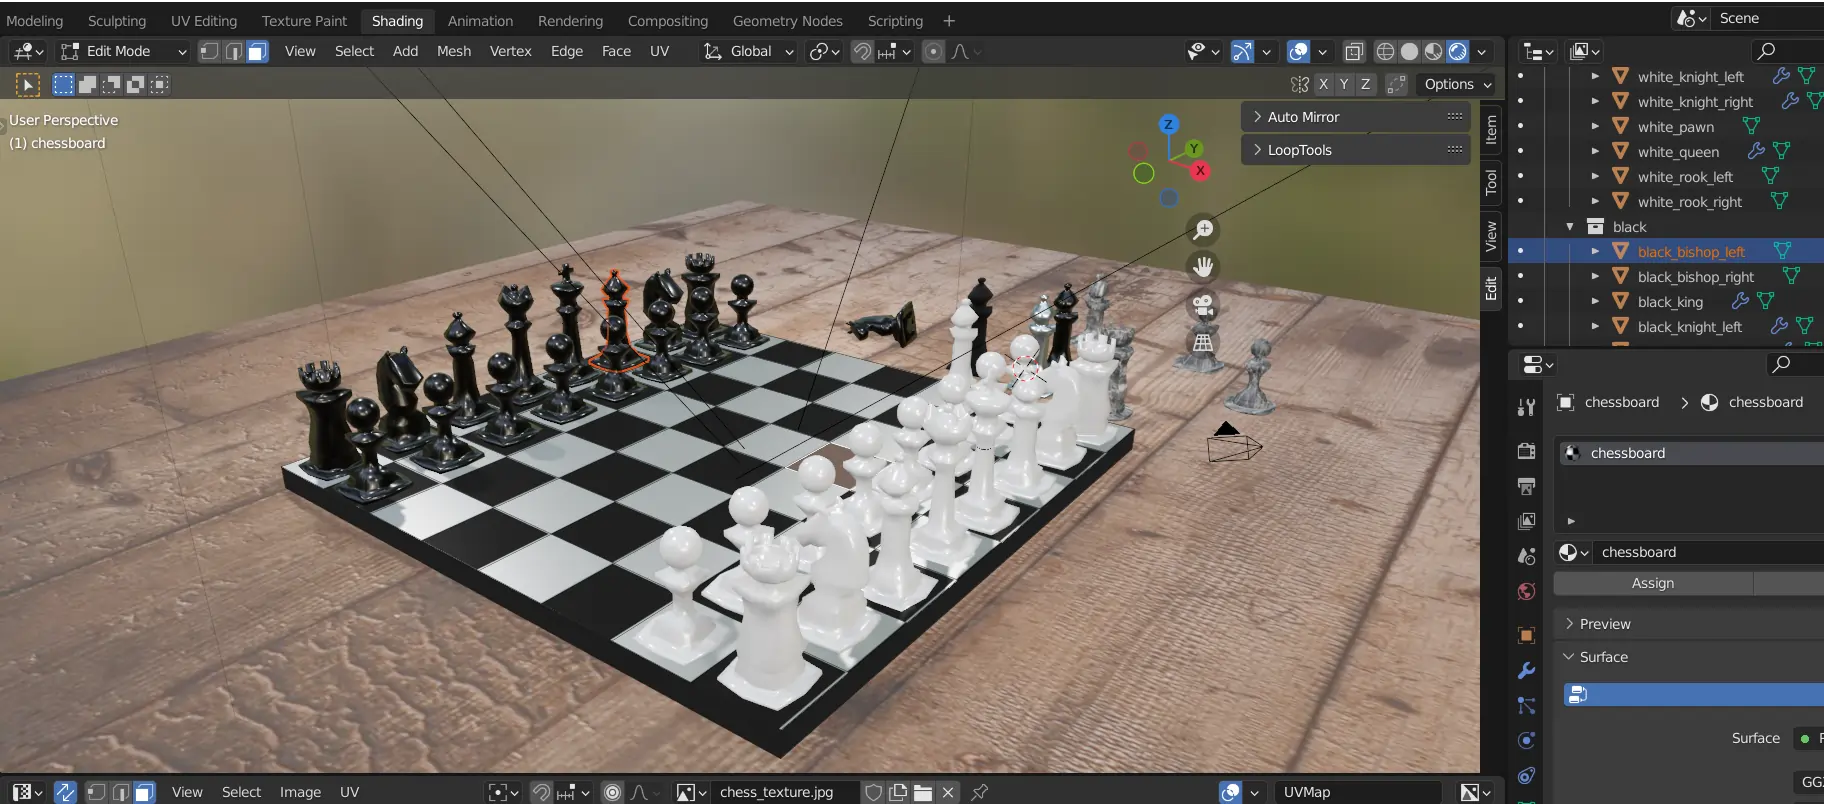 Modeling Sculpting UV Editing Texture Paint Shading Animation Rendering Compositing Geometry Nodes Scripting + Scene
Edit Mode View Select Add Mesh Vertex Edge Face UV Global
X Y Z Options
User Perspective
(1) chessboard
Auto Mirror
LoopTools
Z
Y
X
Item
Tool
View
Edit
white_knight_left
white_knight_right
white_pawn
white_queen
white_rook_left
white_rook_right
black
black_bishop_left
black_bishop_right
black_king
black_knight_left
chessboard > chessboard
chessboard
chessboard
Assign
Preview
Surface
Surface
View Select Image UV chess_texture.jpg UVMap